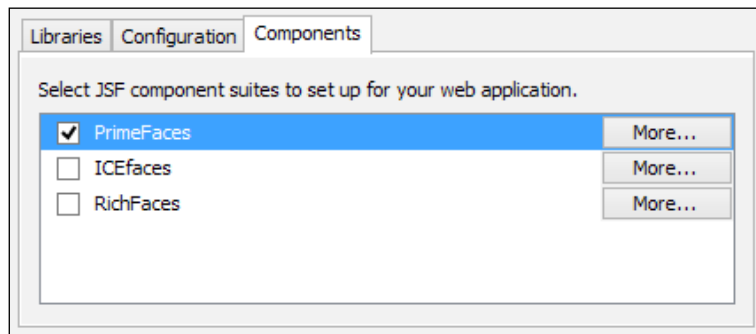 Libraries Configuration Components
Select JSF component suites to set up for your web application.
PrimeFaces More...
ICEfaces More...
RichFaces More...